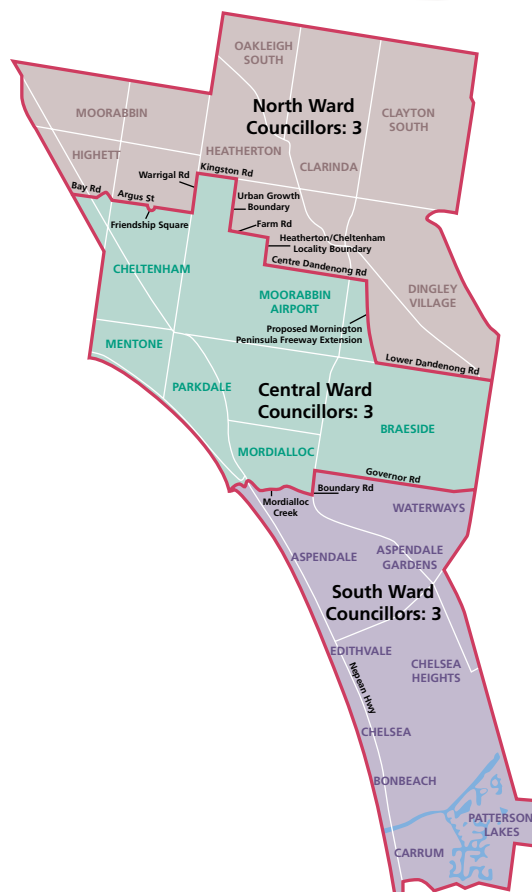 OAKLEIGH
SOUTH
North Ward
Councillors: 3
MOORABBIN
CLAYTON
SOUTH
HIGHETT
HEATHERTON
CLARINDA
Warrigal Rd
Kingston Rd
Bay Rd
Argus St
Urban Growth
Boundary
Friendship Square
Farm Rd
Heatherton/Cheltenham
Locality Boundary
CHELTENHAM
Centre Dandenong Rd
DINGLEY
VILLAGE
MOORABBIN
AIRPORT
Proposed Mornington
Peninsula Freeway Extension
MENTONE
Lower Dandenong Rd
PARKDALE
Central Ward
Councillors: 3
BRAESIDE
MORDIALLOC
Governor Rd
Boundary Rd
Mordialloc
Creek
WATERWAYS
ASPENDALE
ASPENDALE
GARDENS
South Ward
Councillors: 3
EDITHVALE
CHELSEA
HEIGHTS
Nepean Hwy
CHELSEA
BONBEACH
PATTERSON
LAKES
CARRUM